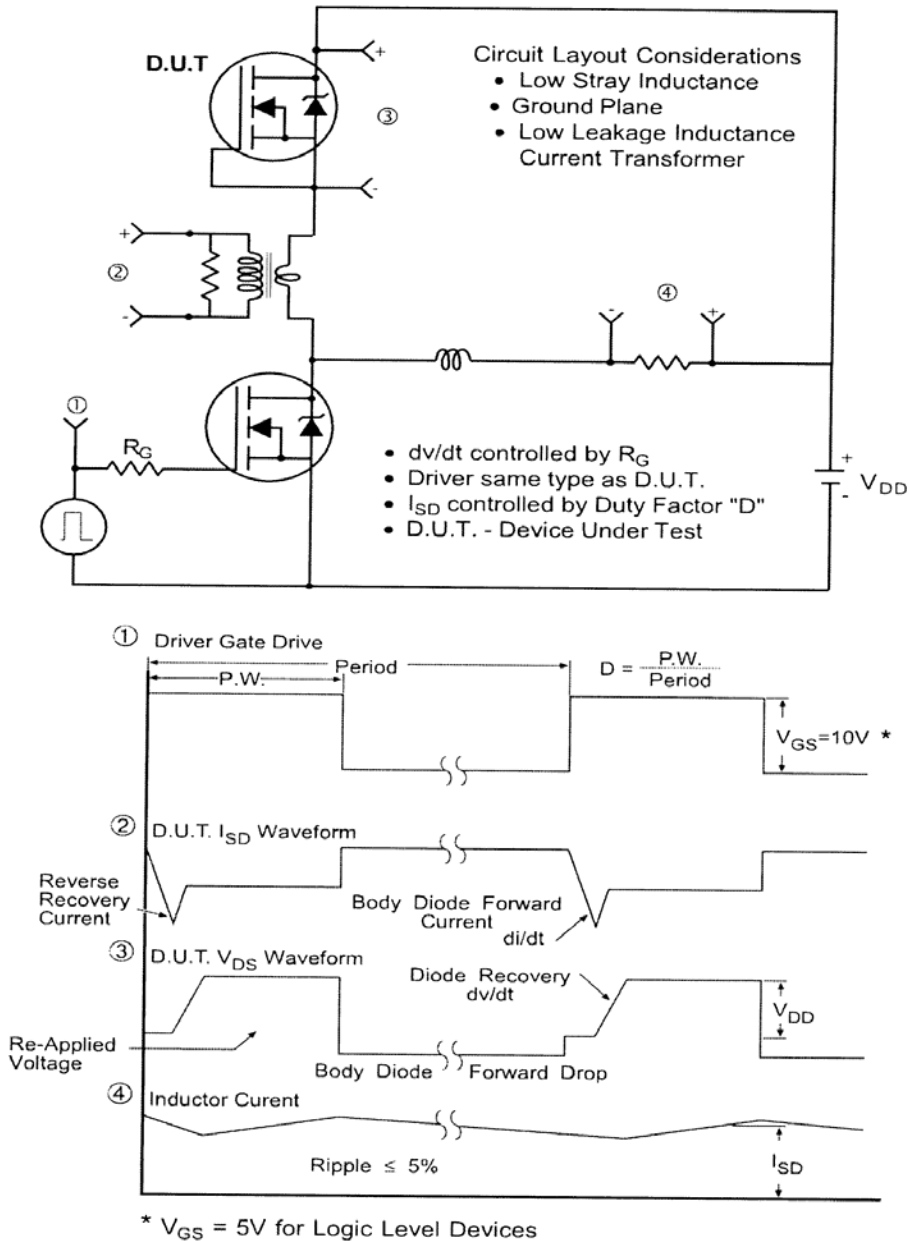 D.U.T
+
③
-
Circuit Layout Considerations
• Low Stray Inductance
• Ground Plane
• Low Leakage Inductance
Current Transformer
+
②
-
④
-
+
①
R_G
• dv/dt controlled by R_G
• Driver same type as D.U.T.
• I_SD controlled by Duty Factor "D"
• D.U.T. - Device Under Test
+
V_DD
-
① Driver Gate Drive
Period
P.W.
D = P.W. / Period
V_GS=10V *
② D.U.T. I_SD Waveform
Reverse
Recovery
Current
Body Diode Forward
Current
di/dt
③ D.U.T. V_DS Waveform
Diode Recovery
dv/dt
V_DD
Re-Applied
Voltage
Body Diode Forward Drop
④ Inductor Curent
Ripple ≤ 5%
I_SD
* V_GS = 5V for Logic Level Devices